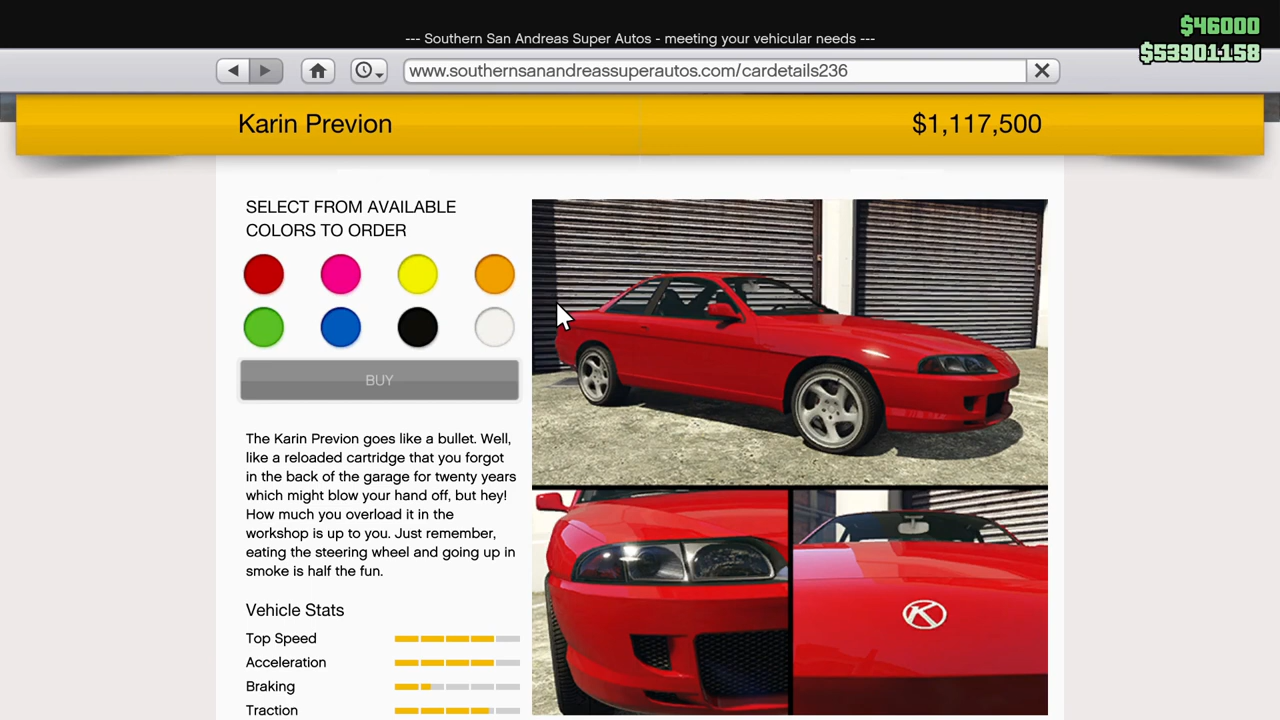 $46000
--- Southern San Andreas Super Autos - meeting your vehicular needs ---
$53901158
www.southernsanandreassuperautos.com/cardetails236
Karin Previon
$1,117,500
SELECT FROM AVAILABLE
COLORS TO ORDER
BUY
The Karin Previon goes like a bullet. Well,
like a reloaded cartridge that you forgot
in the back of the garage for twenty years
which might blow your hand off, but hey!
How much you overload it in the
workshop is up to you. Just remember,
eating the steering wheel and going up in
smoke is half the fun.
Vehicle Stats
Top Speed
Acceleration
Braking
Traction